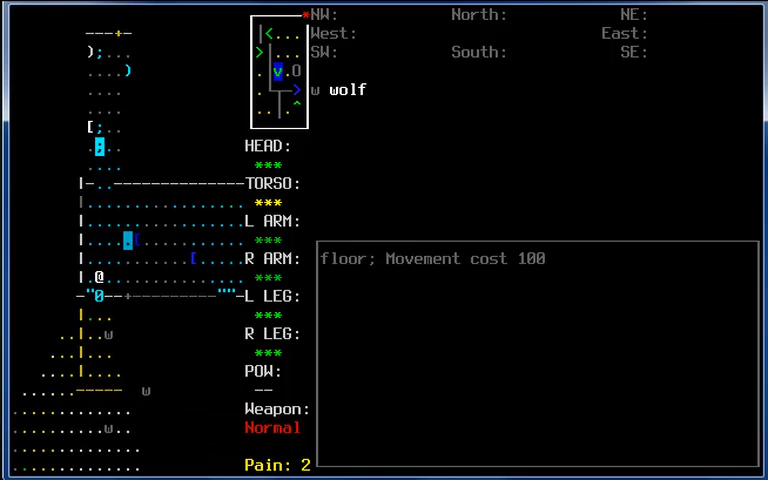 NW: North: NE:
West: East:
SW: South: SE:
w wolf
HEAD:
***
TORSO:
***
L ARM:
***
R ARM:
floor; Movement cost 100
***
L LEG:
***
R LEG:
***
POW:
--
Weapon:
Normal
Pain: 2